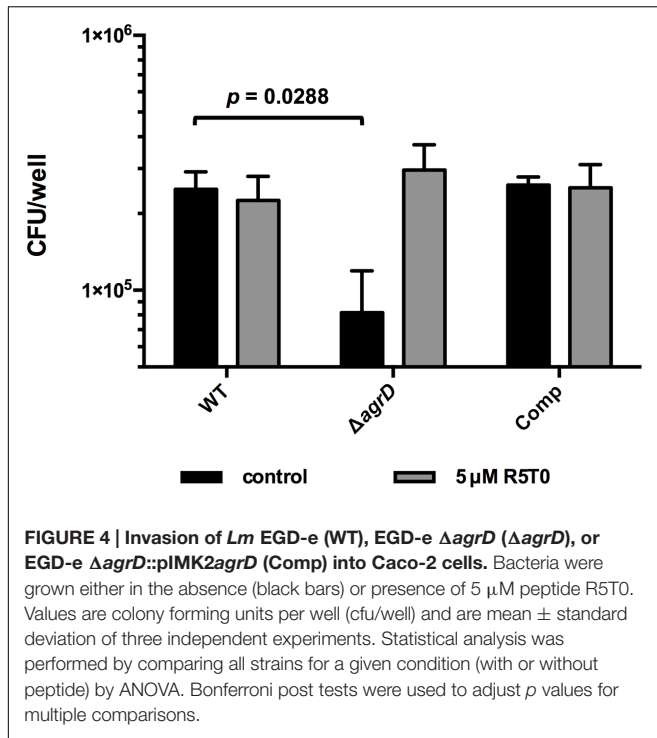 1×10⁶
p = 0.0288
CFU/well
1×10⁵
WT
ΔagrD
Comp
control
5 μM R5T0
FIGURE 4 | Invasion of Lm EGD-e (WT), EGD-e ΔagrD (ΔagrD), or
EGD-e ΔagrD::pIMK2agrD (Comp) into Caco-2 cells. Bacteria were
grown either in the absence (black bars) or presence of 5 μM peptide R5T0.
Values are colony forming units per well (cfu/well) and are mean ± standard
deviation of three independent experiments. Statistical analysis was
performed by comparing all strains for a given condition (with or without
peptide) by ANOVA. Bonferroni post tests were used to adjust p values for
multiple comparisons.